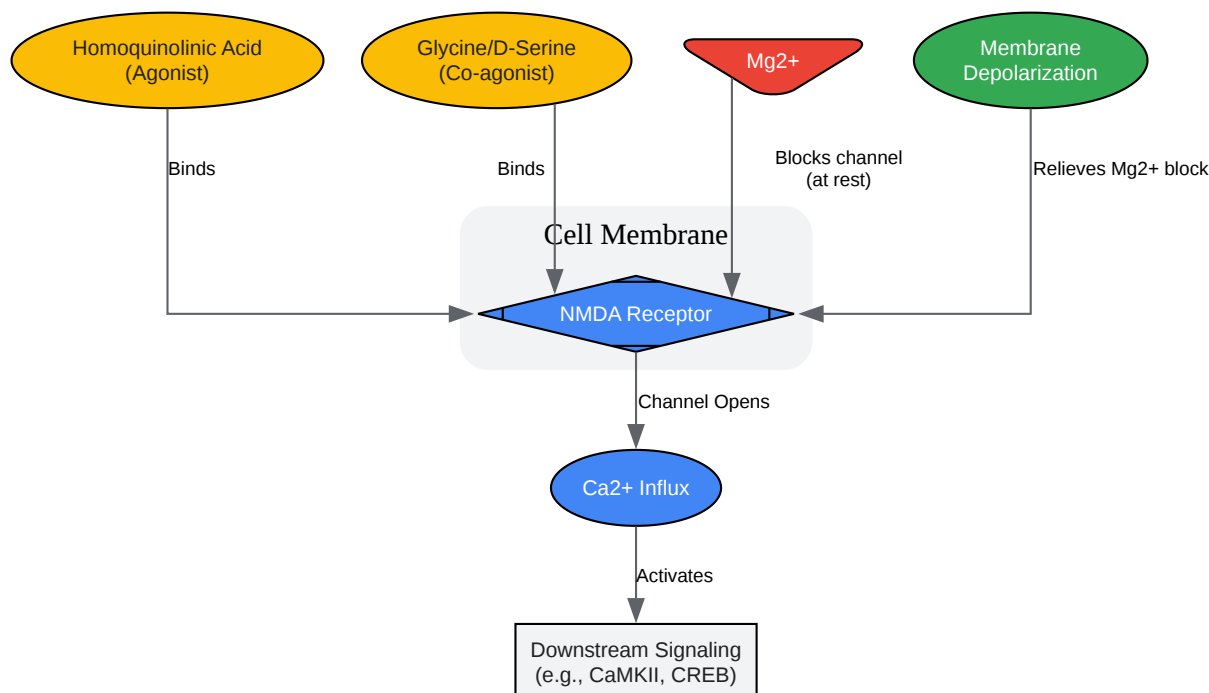 Homoquinolinic Acid
(Agonist)
Glycine/D-Serine
(Co-agonist)
Mg2+
Membrane
Depolarization
Binds
Binds
Blocks channel
(at rest)
Relieves Mg2+ block
Cell Membrane
NMDA Receptor
Channel Opens
Ca2+ Influx
Activates
Downstream Signaling
(e.g., CaMKII, CREB)